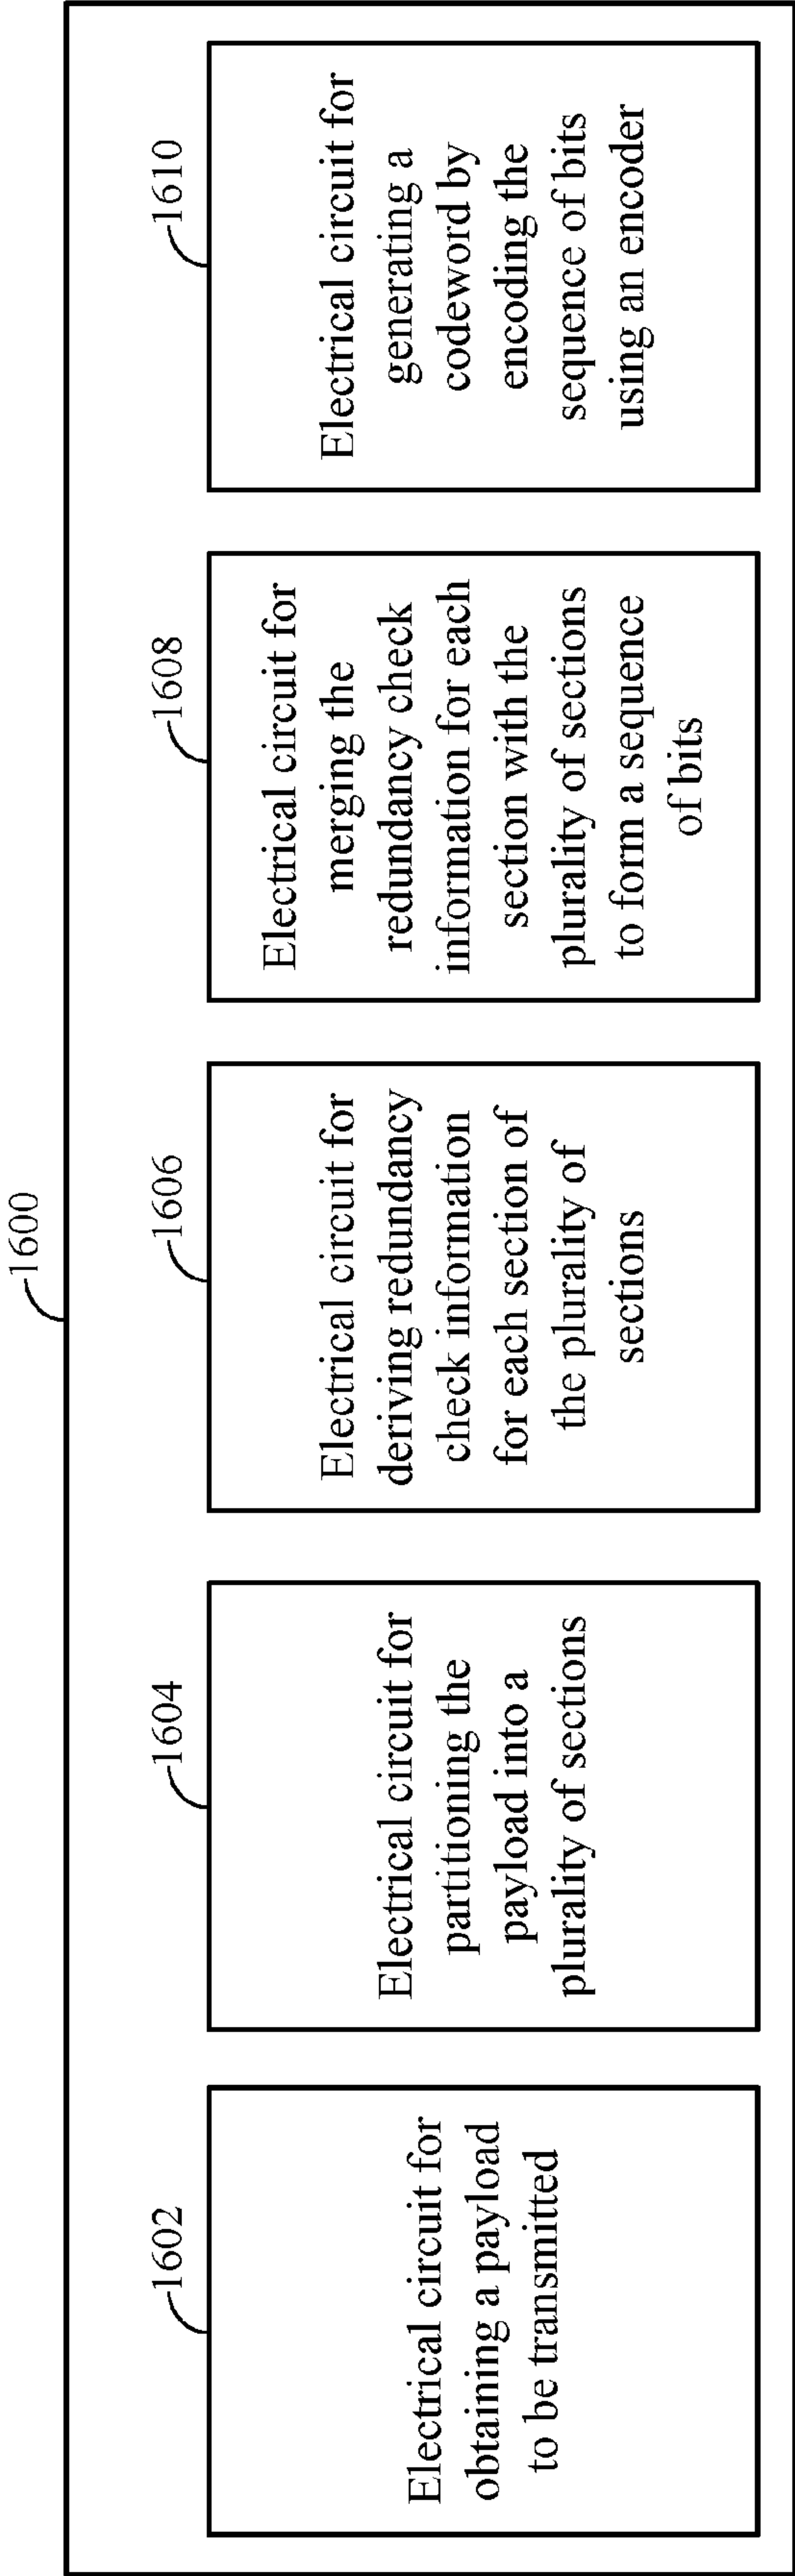 1600
1602
Electrical circuit for
obtaining a payload
to be transmitted
1604
Electrical circuit for
partitioning the
payload into a
plurality of sections
1606
Electrical circuit for
deriving redundancy
check information
for each section of
the plurality of
sections
1608
Electrical circuit for
merging the
redundancy check
information for each
section with the
plurality of sections
to form a sequence
of bits
1610
Electrical circuit for
generating a
codeword by
encoding the
sequence of bits
using an encoder